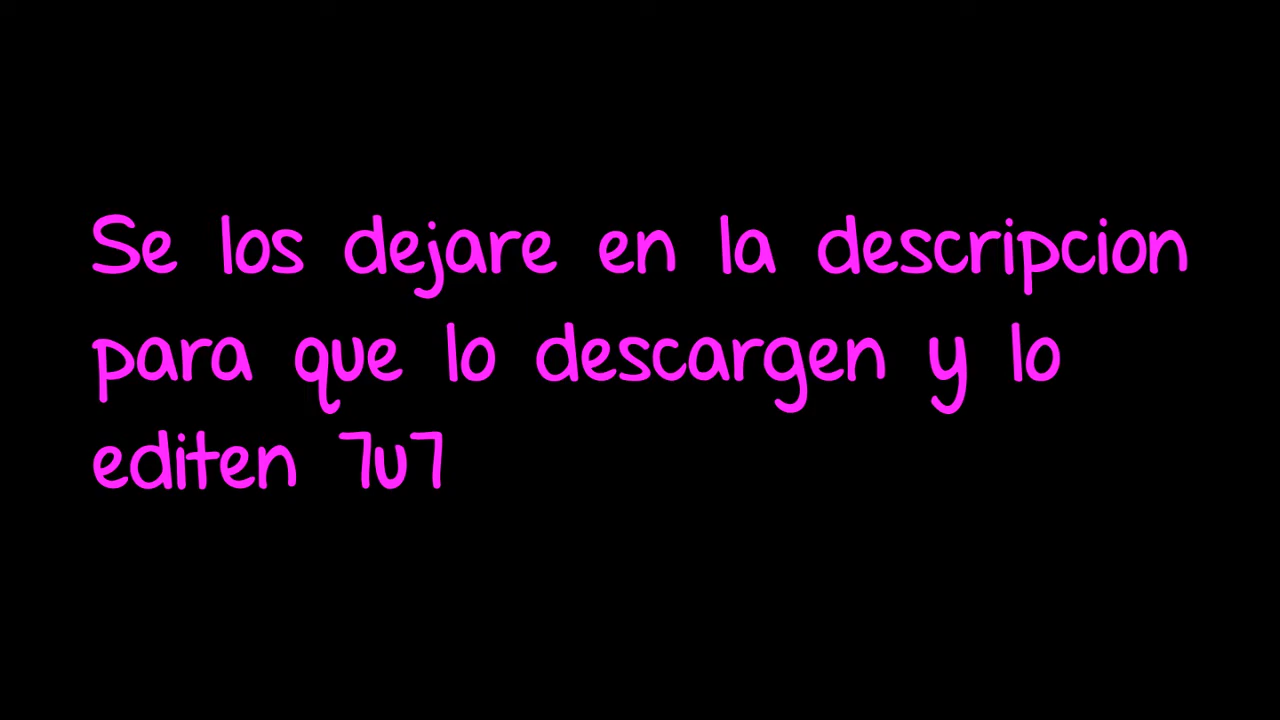 Se los dejare en la descripcion
para que lo descargen y lo
editen 7u7